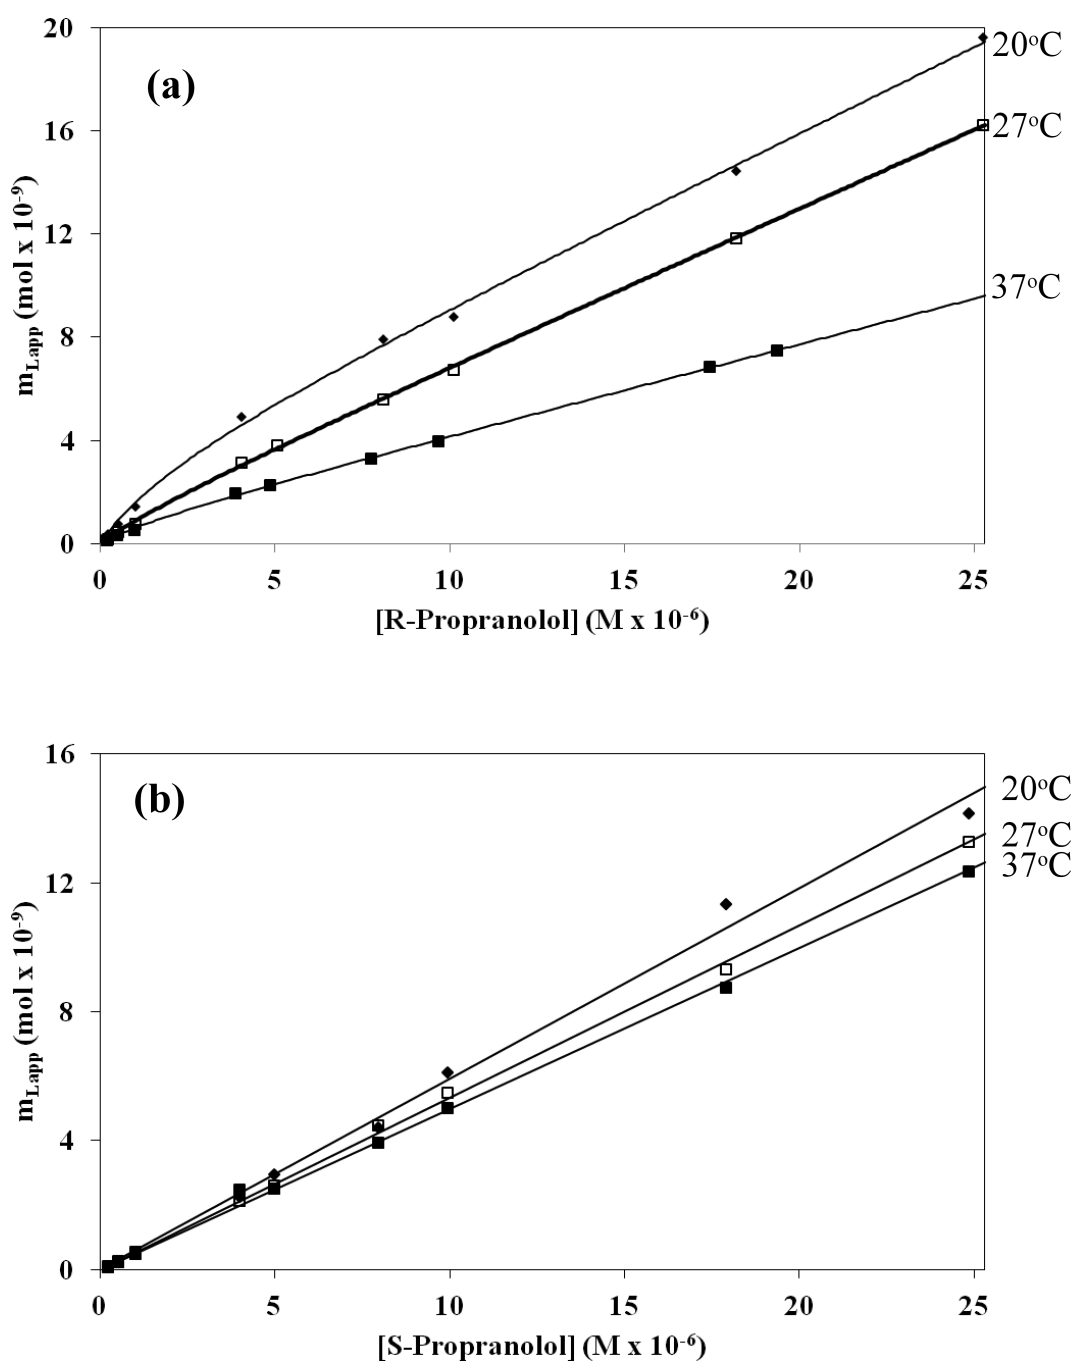 20
(a)
20°C
16
27°C
12
37°C
8
4
0
m_Lapp (mol x 10⁻⁹)
0 5 10 15 20 25
[R-Propranolol] (M x 10⁻⁶)
16
(b)
20°C
27°C
37°C
12
8
4
0
m_Lapp (mol x 10⁻⁹)
0 5 10 15 20 25
[S-Propranolol] (M x 10⁻⁶)